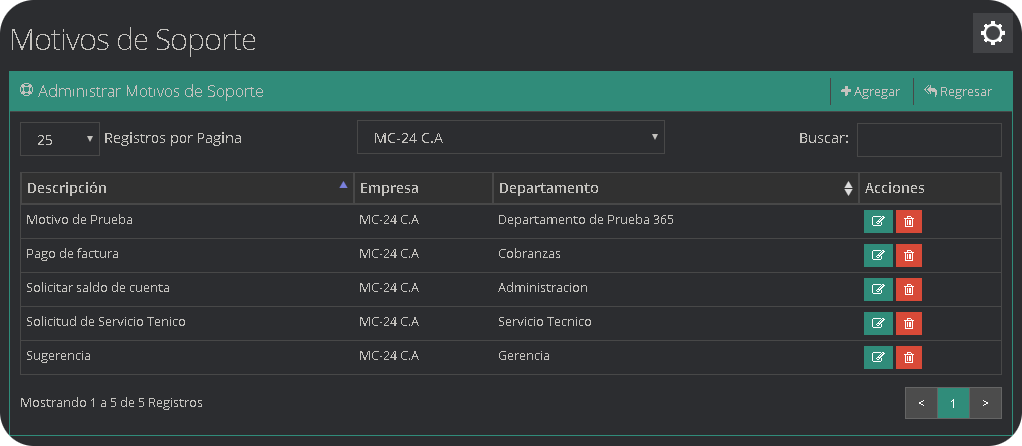 Motivos de Soporte
Administrar Motivos de Soporte
Agregar
Regresar
25 Registros por Pagina
MC-24 C.A
Buscar:
Descripción Empresa Departamento Acciones
Motivo de Prueba MC-24 C.A Departamento de Prueba 365
Pago de factura MC-24 C.A Cobranzas
Solicitar saldo de cuenta MC-24 C.A Administracion
Solicitud de Servicio Tenico MC-24 C.A Servicio Tecnico
Sugerencia MC-24 C.A Gerencia
Mostrando 1 a 5 de 5 Registros
< 1 >